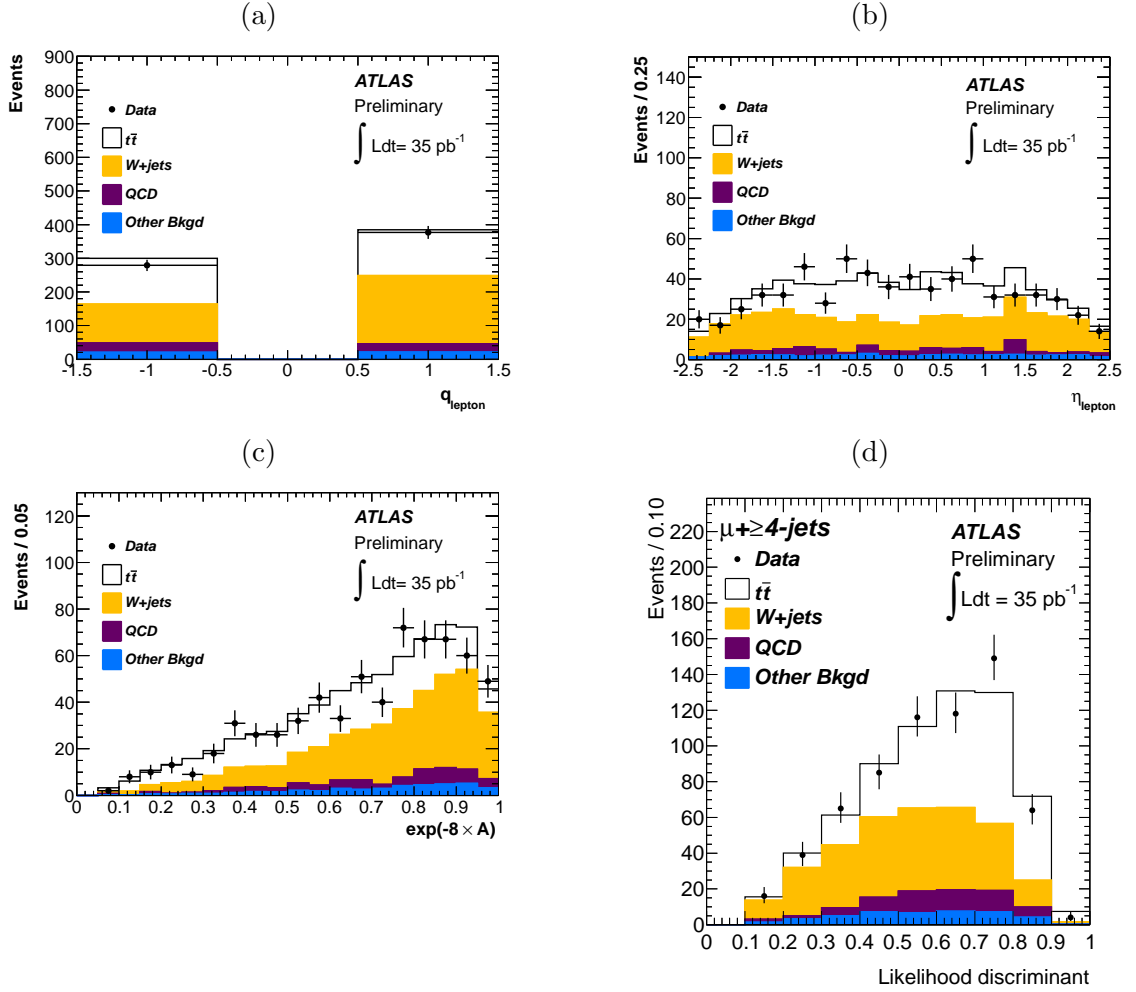 (a)
Events
900
800
700
600
500
400
300
200
100
0
ATLAS
Preliminary
∫ Ldt= 35 pb⁻¹
Data
tt̄
W+jets
QCD
Other Bkgd
-1.5 -1 -0.5 0 0.5 1 1.5
q_lepton
(b)
Events / 0.25
140
120
100
80
60
40
20
0
ATLAS
Preliminary
∫ Ldt= 35 pb⁻¹
Data
tt̄
W+jets
QCD
Other Bkgd
-2.5 -2 -1.5 -1 -0.5 0 0.5 1 1.5 2 2.5
η_lepton
(c)
Events / 0.05
120
100
80
60
40
20
0
ATLAS
Preliminary
∫ Ldt= 35 pb⁻¹
Data
tt̄
W+jets
QCD
Other Bkgd
0 0.1 0.2 0.3 0.4 0.5 0.6 0.7 0.8 0.9 1
exp(-8 × A)
(d)
Events / 0.10
220
200
180
160
140
120
100
80
60
40
20
0
μ+≥4-jets
ATLAS
Preliminary
∫ Ldt = 35 pb⁻¹
Data
tt̄
W+jets
QCD
Other Bkgd
0 0.1 0.2 0.3 0.4 0.5 0.6 0.7 0.8 0.9 1
Likelihood discriminant